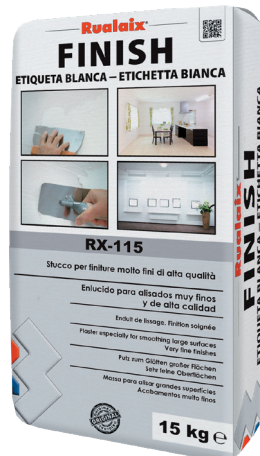 Rualaix®
FINISH
ETIQUETA BLANCA – ETICHETTA BIANCA
RX-115
Stucco per finiture molto fini di alta qualità
Enlucido para alisados muy finos
y de alta calidad
Enduit de lissage. Finition soignée
Plaster especially for smoothing large surfaces
Very fine finishes
Putz zum Glätten großer Flächen
Sehr feine Oberflächen
Massa para alisar grandes superfícies
Acabamentos muito finos
ORIGINAL
15 kg e
Rualaix®
FINISH
ETIQUETA BLANCA - ETICHETTA BIANCA